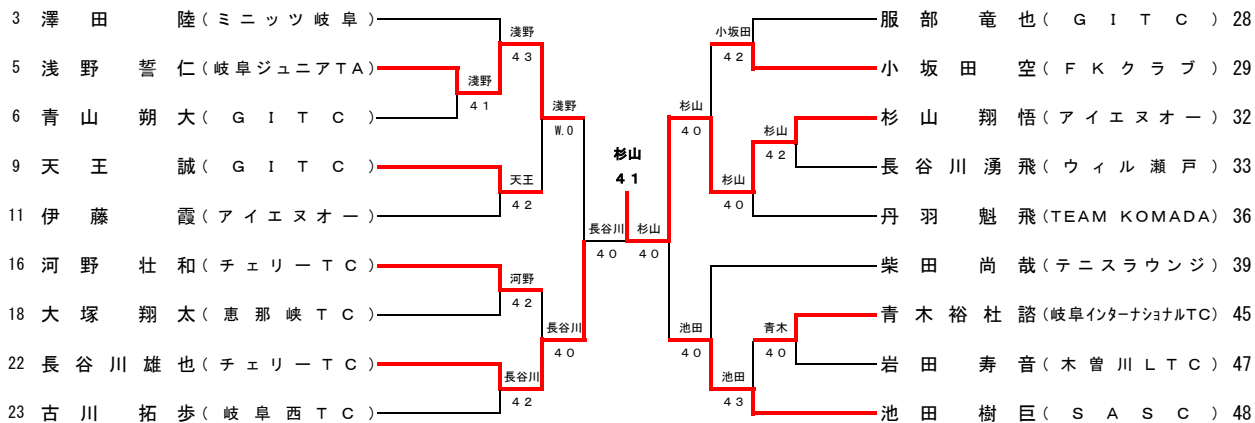 3 澤田 陸(ミニッツ岐阜)
5 浅野 誓仁(岐阜ジュニアTA)
6 青山 朔大(GITC)
9 天王 誠(GITC)
11 伊藤 霞(アイエヌオー)
16 河野 壮和(チェリーTC)
18 大塚 翔太(恵那峡TC)
22 長谷川雄也(チェリーTC)
23 古川 拓歩(岐阜西TC)
浅野
43
浅野
41
浅野
W.0
天王
42
河野
42
長谷川
40
長谷川
42
長谷川
40
杉山
41
杉山
40
小坂田
42
杉山
40
杉山
42
杉山
40
池田
40
青木
40
池田
43
服部 竜也(GITC) 28
小坂田 空(FKクラブ) 29
杉山 翔悟(アイエヌオー) 32
長谷川湧飛(ウィル瀬戸) 33
丹羽 魁飛(TEAM KOMADA) 36
柴田 尚哉(テニスラウンジ) 39
青木裕杜諮(岐阜インターナショナルTC) 45
岩田 寿音(木曽川LTC) 47
池田 樹巨(SASC) 48